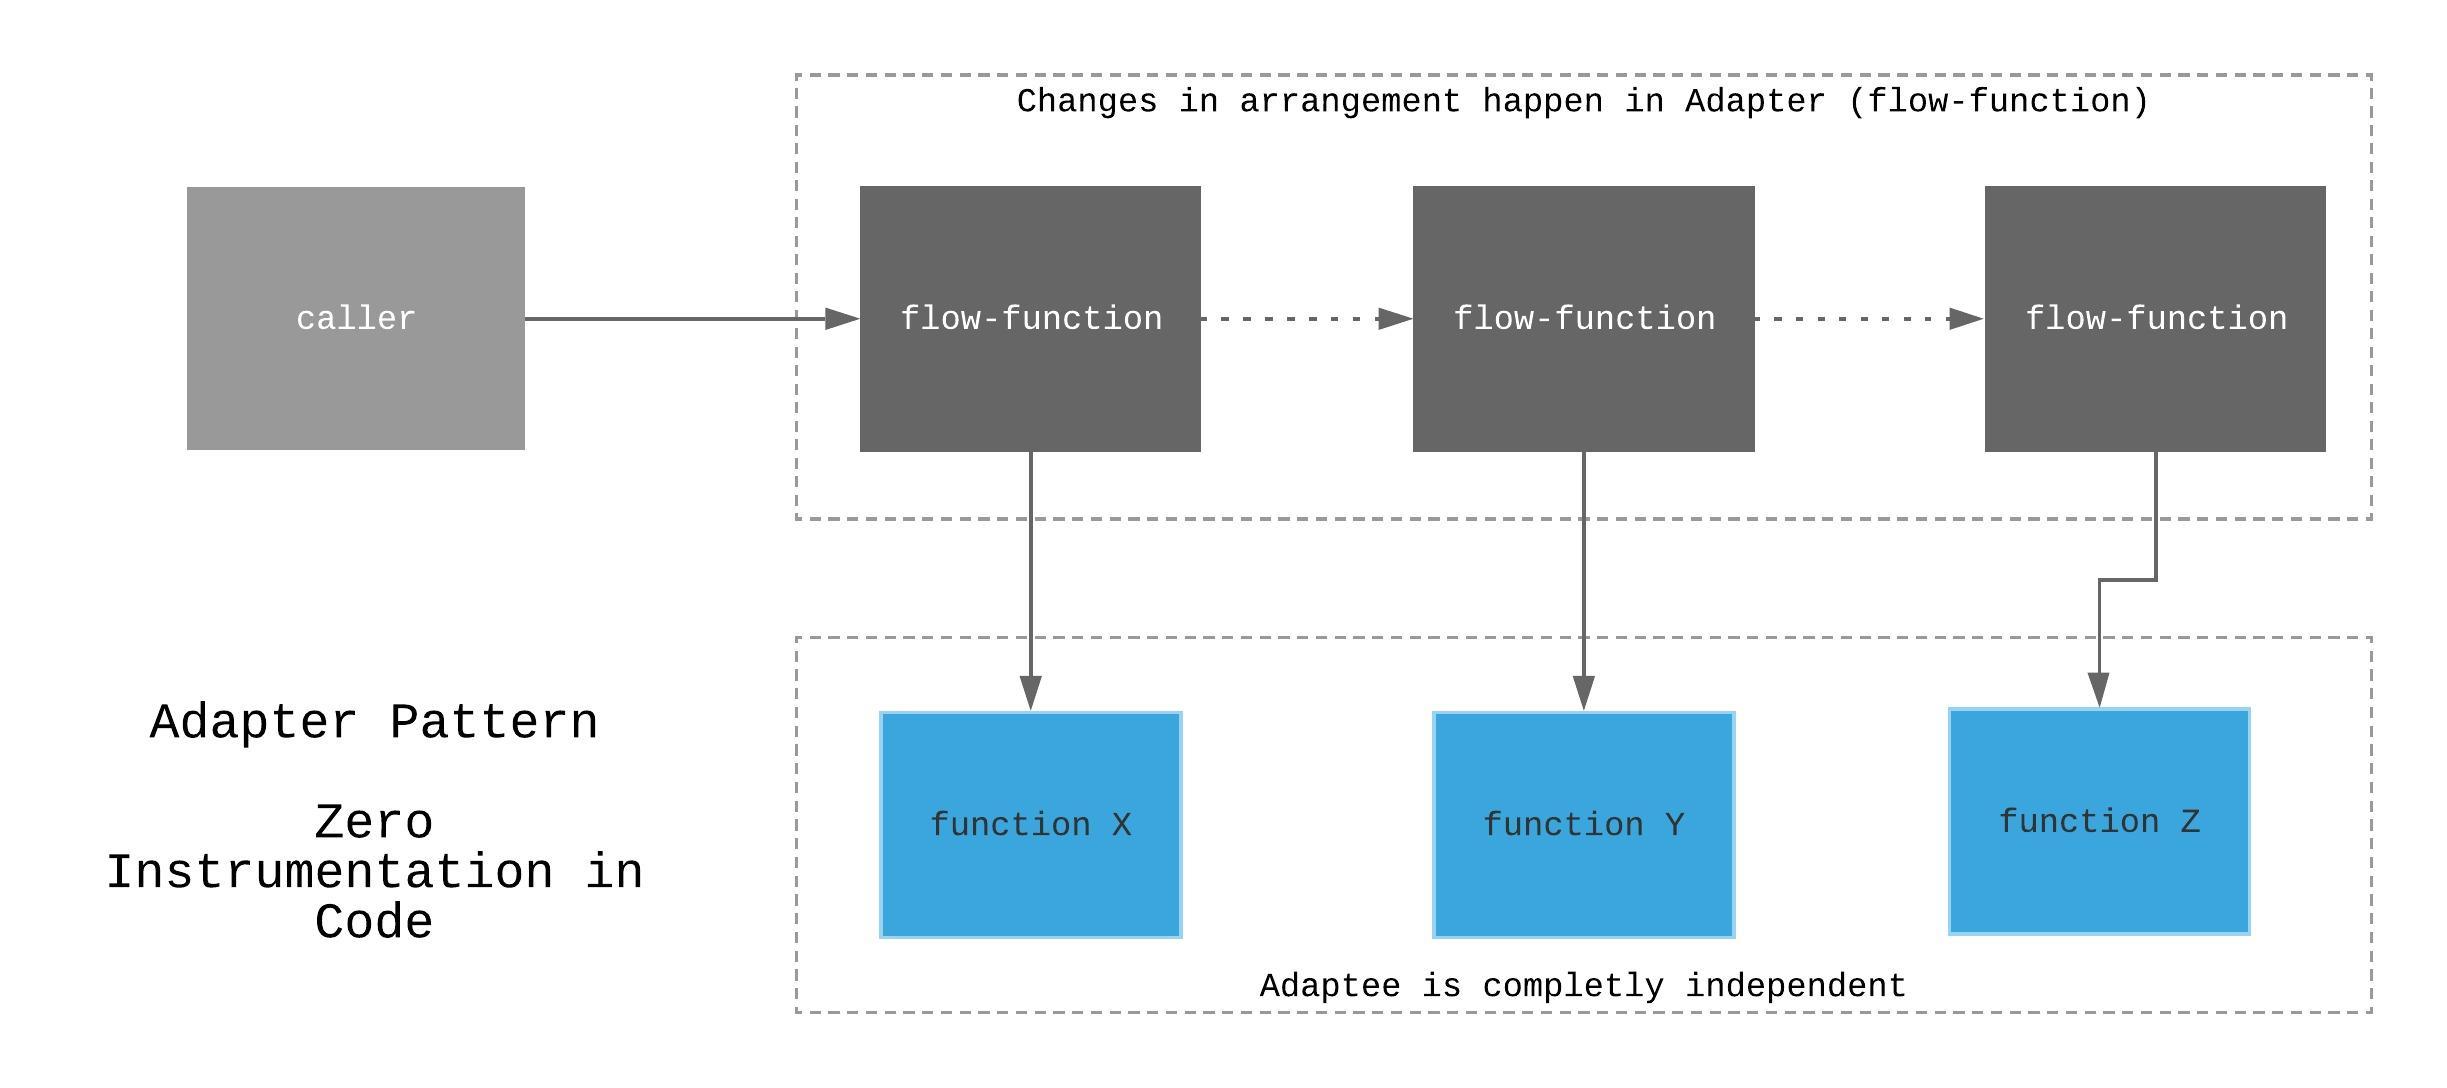 Changes in arrangement happen in Adapter (flow-function)
caller
flow-function
flow-function
flow-function
Adapter Pattern
Zero
Instrumentation in
Code
function X
function Y
function Z
Adaptee is completly independent